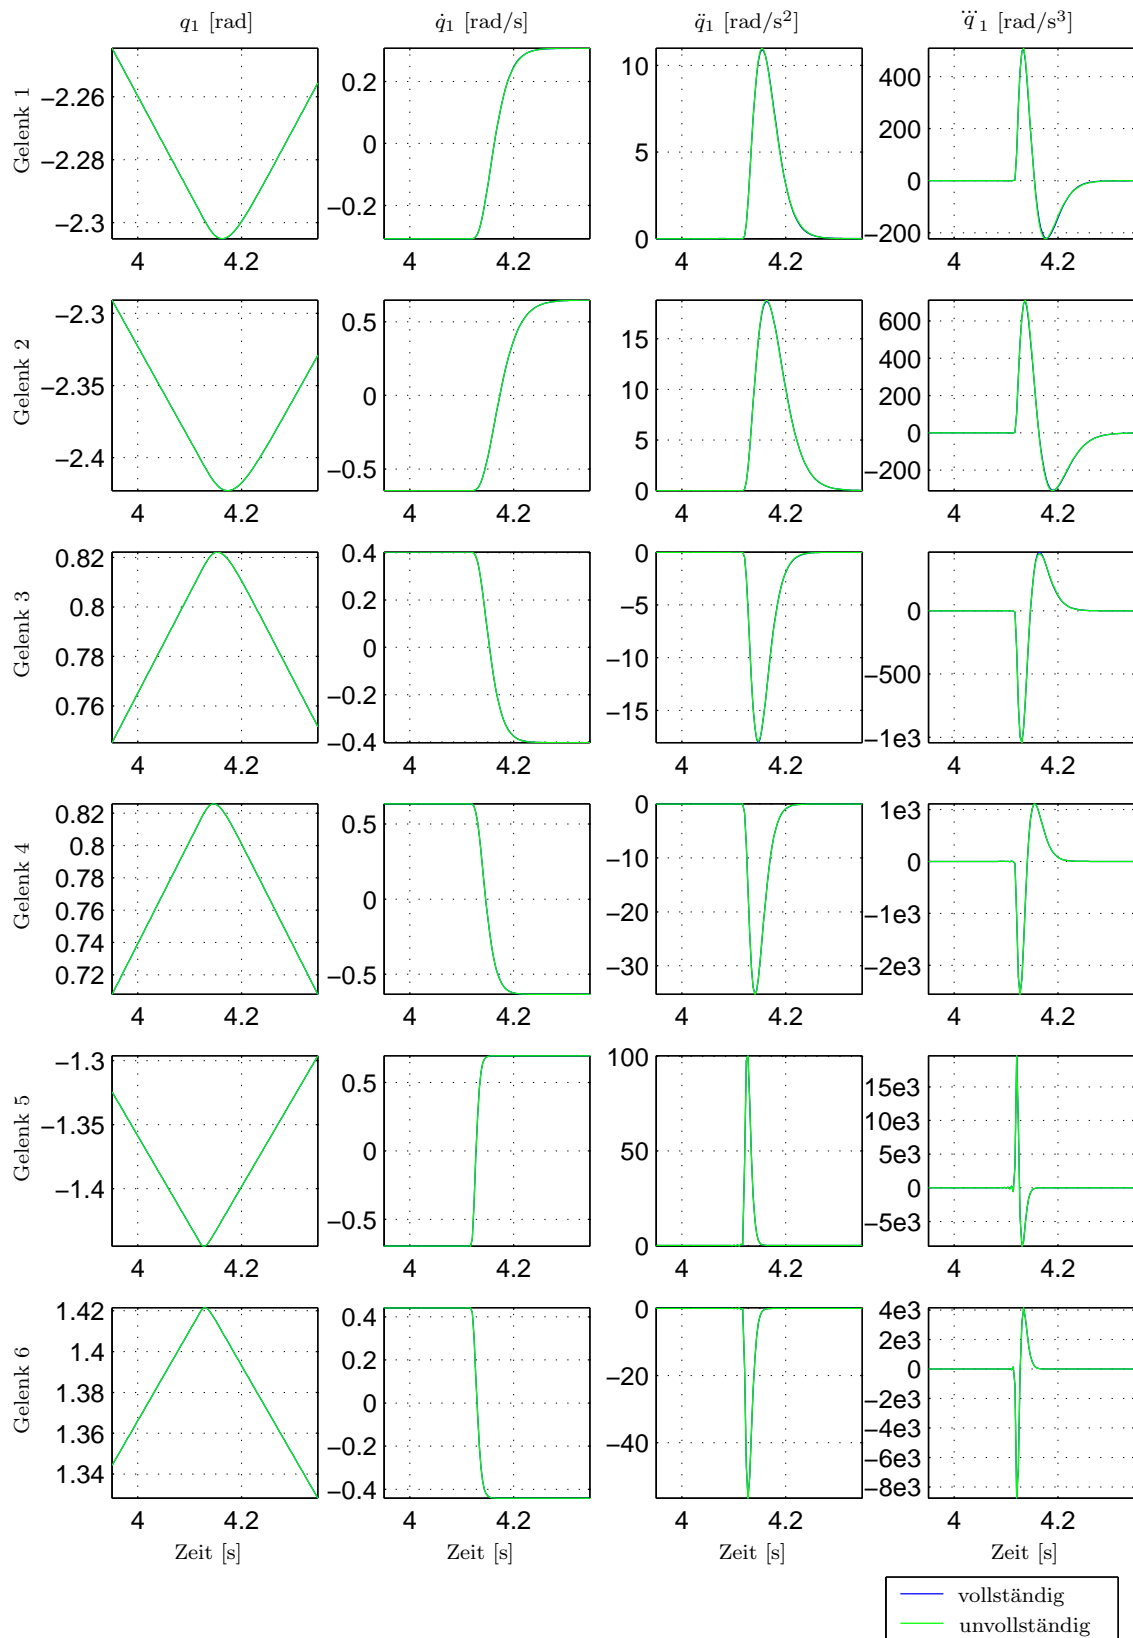 q₁ [rad] q̇₁ [rad/s] q̈₁ [rad/s²] q⃛₁ [rad/s³]
Gelenk 1
−2.26 −2.28 −2.3
0.2 0 −0.2
10 5 0
400 200 0 −200
4 4.2 4 4.2 4 4.2 4 4.2
Gelenk 2
−2.3 −2.35 −2.4
0.5 0 −0.5
15 10 5 0
600 400 200 0 −200
4 4.2 4 4.2 4 4.2 4 4.2
Gelenk 3
0.82 0.8 0.78 0.76
0.4 0.2 0 −0.2 −0.4
0 −5 −10 −15
0 −500 −1e3
4 4.2 4 4.2 4 4.2 4 4.2
Gelenk 4
0.82 0.8 0.78 0.76 0.74 0.72
0.5 0 −0.5
0 −10 −20 −30
1e3 0 −1e3 −2e3
4 4.2 4 4.2 4 4.2 4 4.2
Gelenk 5
−1.3 −1.35 −1.4
0.5 0 −0.5
100 50 0
15e3 10e3 5e3 0 −5e3
4 4.2 4 4.2 4 4.2 4 4.2
Gelenk 6
1.42 1.4 1.38 1.36 1.34
0.4 0.2 0 −0.2 −0.4
0 −20 −40
4e3 2e3 0 −2e3 −4e3 −6e3 −8e3
4 4.2 4 4.2 4 4.2 4 4.2
Zeit [s] Zeit [s] Zeit [s] Zeit [s]
vollständig
unvollständig